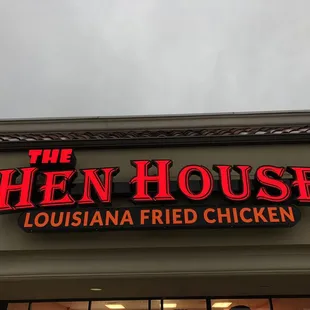 THE
HEN HOUSE
LOUISIANA FRIED CHICKEN